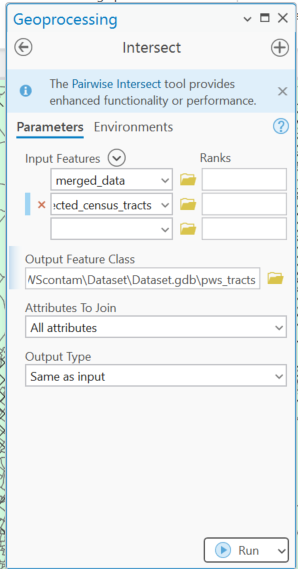 Geoprocessing
Intersect
The Pairwise Intersect tool provides
enhanced functionality or performance.
Parameters Environments
Input Features Ranks
merged_data
cted_census_tracts
Output Feature Class
WScontam\Dataset\Dataset.gdb\pws_tracts
Attributes To Join
All attributes
Output Type
Same as input
Run